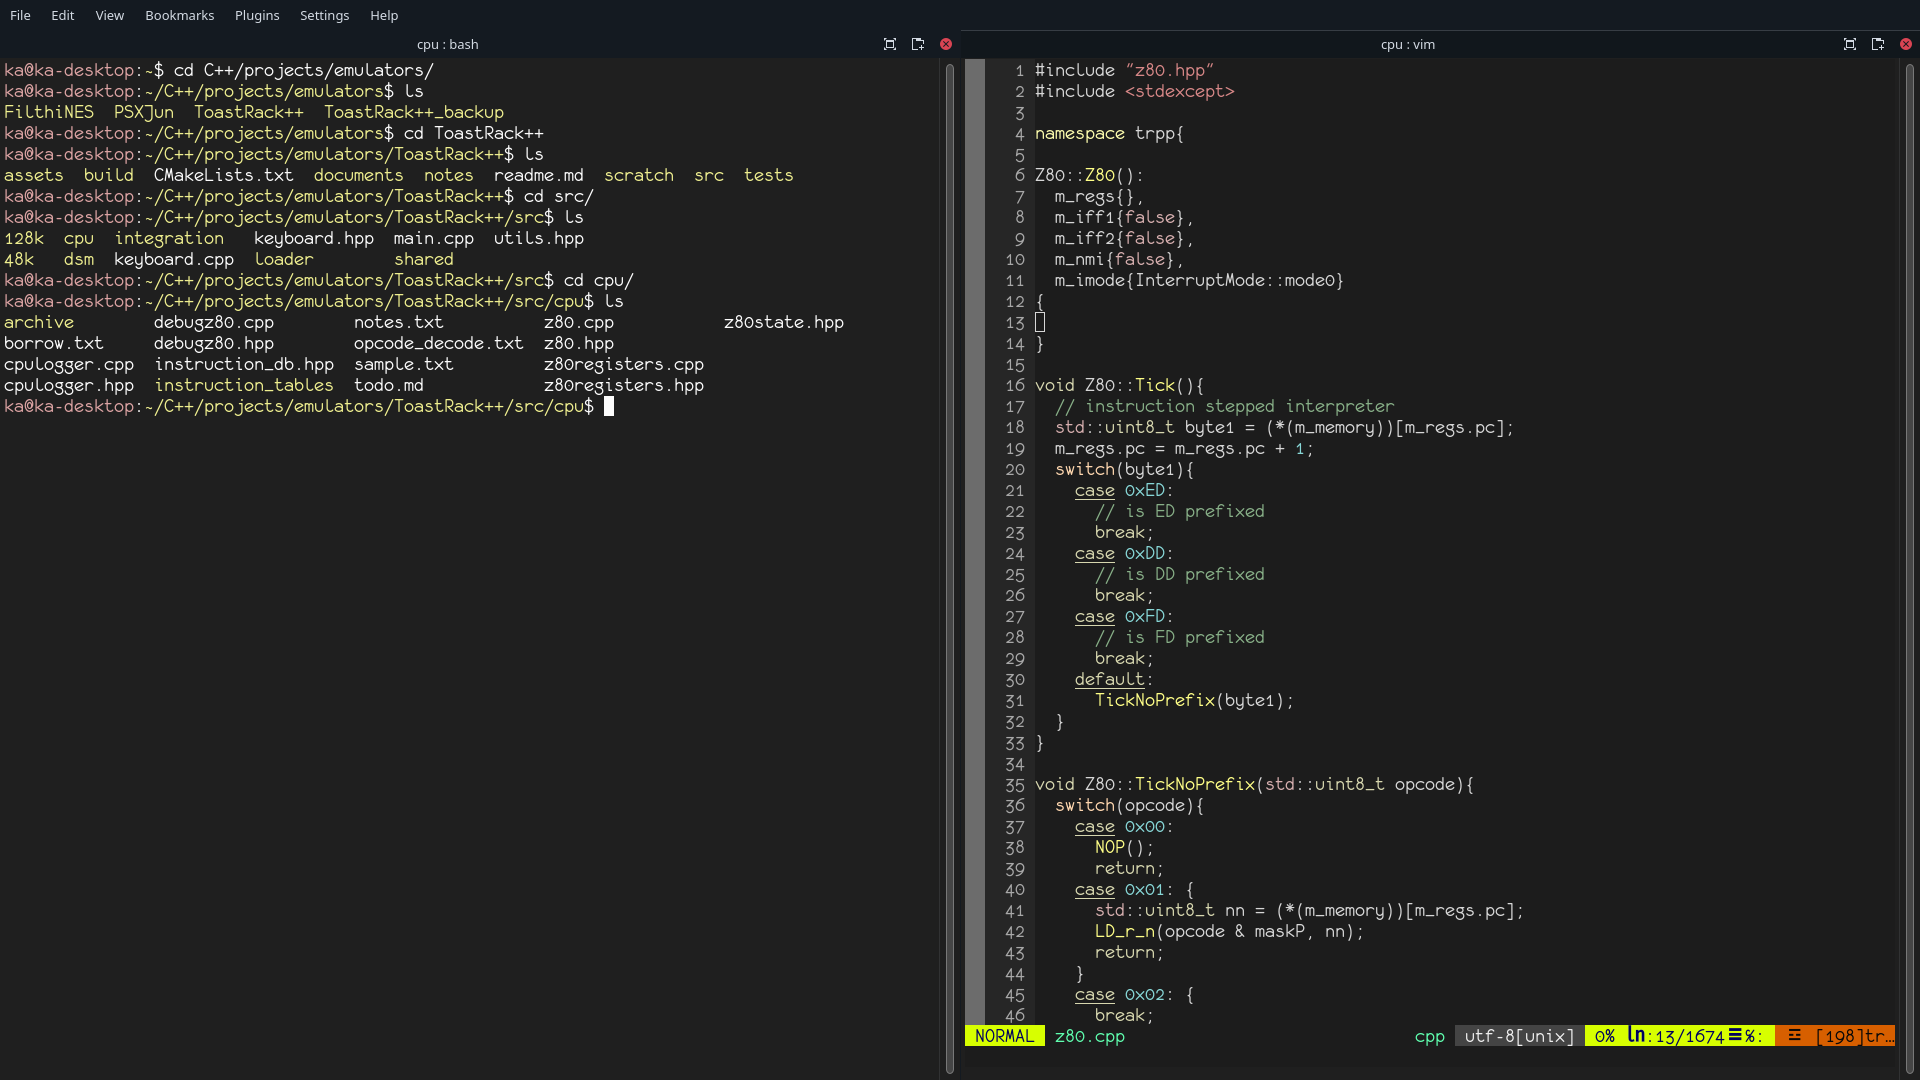 File Edit View Bookmarks Plugins Settings Help
cpu : bash
ka@ka-desktop:~$ cd C++/projects/emulators/
ka@ka-desktop:~/C++/projects/emulators$ ls
FilthiNES  PSXJun  ToastRack++  ToastRack++_backup
ka@ka-desktop:~/C++/projects/emulators$ cd ToastRack++
ka@ka-desktop:~/C++/projects/emulators/ToastRack++$ ls
assets  build  CMakeLists.txt  documents  notes  readme.md  scratch  src  tests
ka@ka-desktop:~/C++/projects/emulators/ToastRack++$ cd src/
ka@ka-desktop:~/C++/projects/emulators/ToastRack++/src$ ls
128k  cpu  integration   keyboard.hpp  main.cpp  utils.hpp
48k   dsm  keyboard.cpp  loader        shared
ka@ka-desktop:~/C++/projects/emulators/ToastRack++/src$ cd cpu/
ka@ka-desktop:~/C++/projects/emulators/ToastRack++/src/cpu$ ls
archive        debugz80.cpp        notes.txt          z80.cpp           z80state.hpp
borrow.txt     debugz80.hpp        opcode_decode.txt  z80.hpp
cpulogger.cpp  instruction_db.hpp  sample.txt         z80registers.cpp
cpulogger.hpp  instruction_tables  todo.md            z80registers.hpp
ka@ka-desktop:~/C++/projects/emulators/ToastRack++/src/cpu$
cpu : vim
1 #include "z80.hpp"
2 #include <stdexcept>
3
4 namespace trpp{
5
6 Z80::Z80():
7   m_regs{},
8   m_iff1{false},
9   m_iff2{false},
10   m_nmi{false},
11   m_imode{InterruptMode::mode0}
12 {
13
14 }
15
16 void Z80::Tick(){
17   // instruction stepped interpreter
18   std::uint8_t byte1 = (*(m_memory))[m_regs.pc];
19   m_regs.pc = m_regs.pc + 1;
20   switch(byte1){
21     case 0xED:
22       // is ED prefixed
23       break;
24     case 0xDD:
25       // is DD prefixed
26       break;
27     case 0xFD:
28       // is FD prefixed
29       break;
30     default:
31       TickNoPrefix(byte1);
32   }
33 }
34
35 void Z80::TickNoPrefix(std::uint8_t opcode){
36   switch(opcode){
37     case 0x00:
38       NOP();
39       return;
40     case 0x01: {
41       std::uint8_t nn = (*(m_memory))[m_regs.pc];
42       LD_r_n(opcode & maskP, nn);
43       return;
44     }
45     case 0x02: {
46       break;
NORMAL z80.cpp cpp utf-8[unix] 0% ln:13/1674≡℅: ☲ [198]tr…